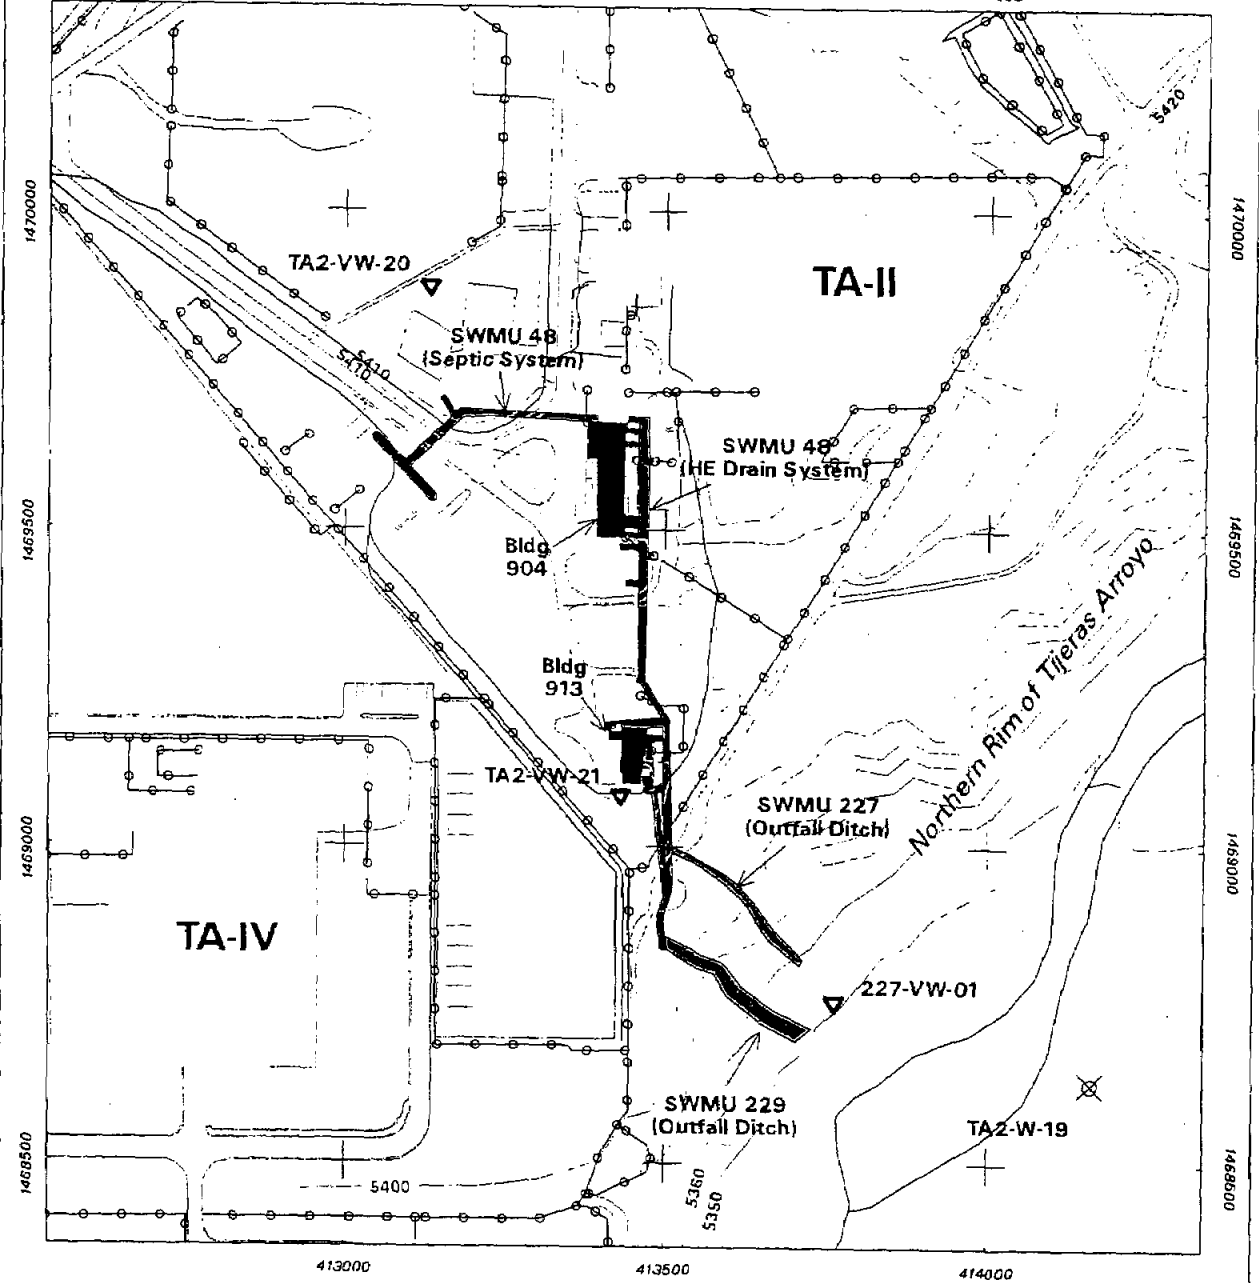 5420
1470000
1470000
TA2-VW-20
TA-II
SWMU 48
(Septic System)
5410
5410
SWMU 48
(HE Drain System)
1469500
1469500
Bldg
904
Northern Rim of Tijeras Arroyo
Bldg
913
TA2-VW-21
SWMU 227
(Outfall Ditch)
1469000
1469000
TA-IV
227-VW-01
SWMU 229
(Outfall Ditch)
TA2-W-19
1468500
1468500
5400
5360
5350
413000
413500
414000